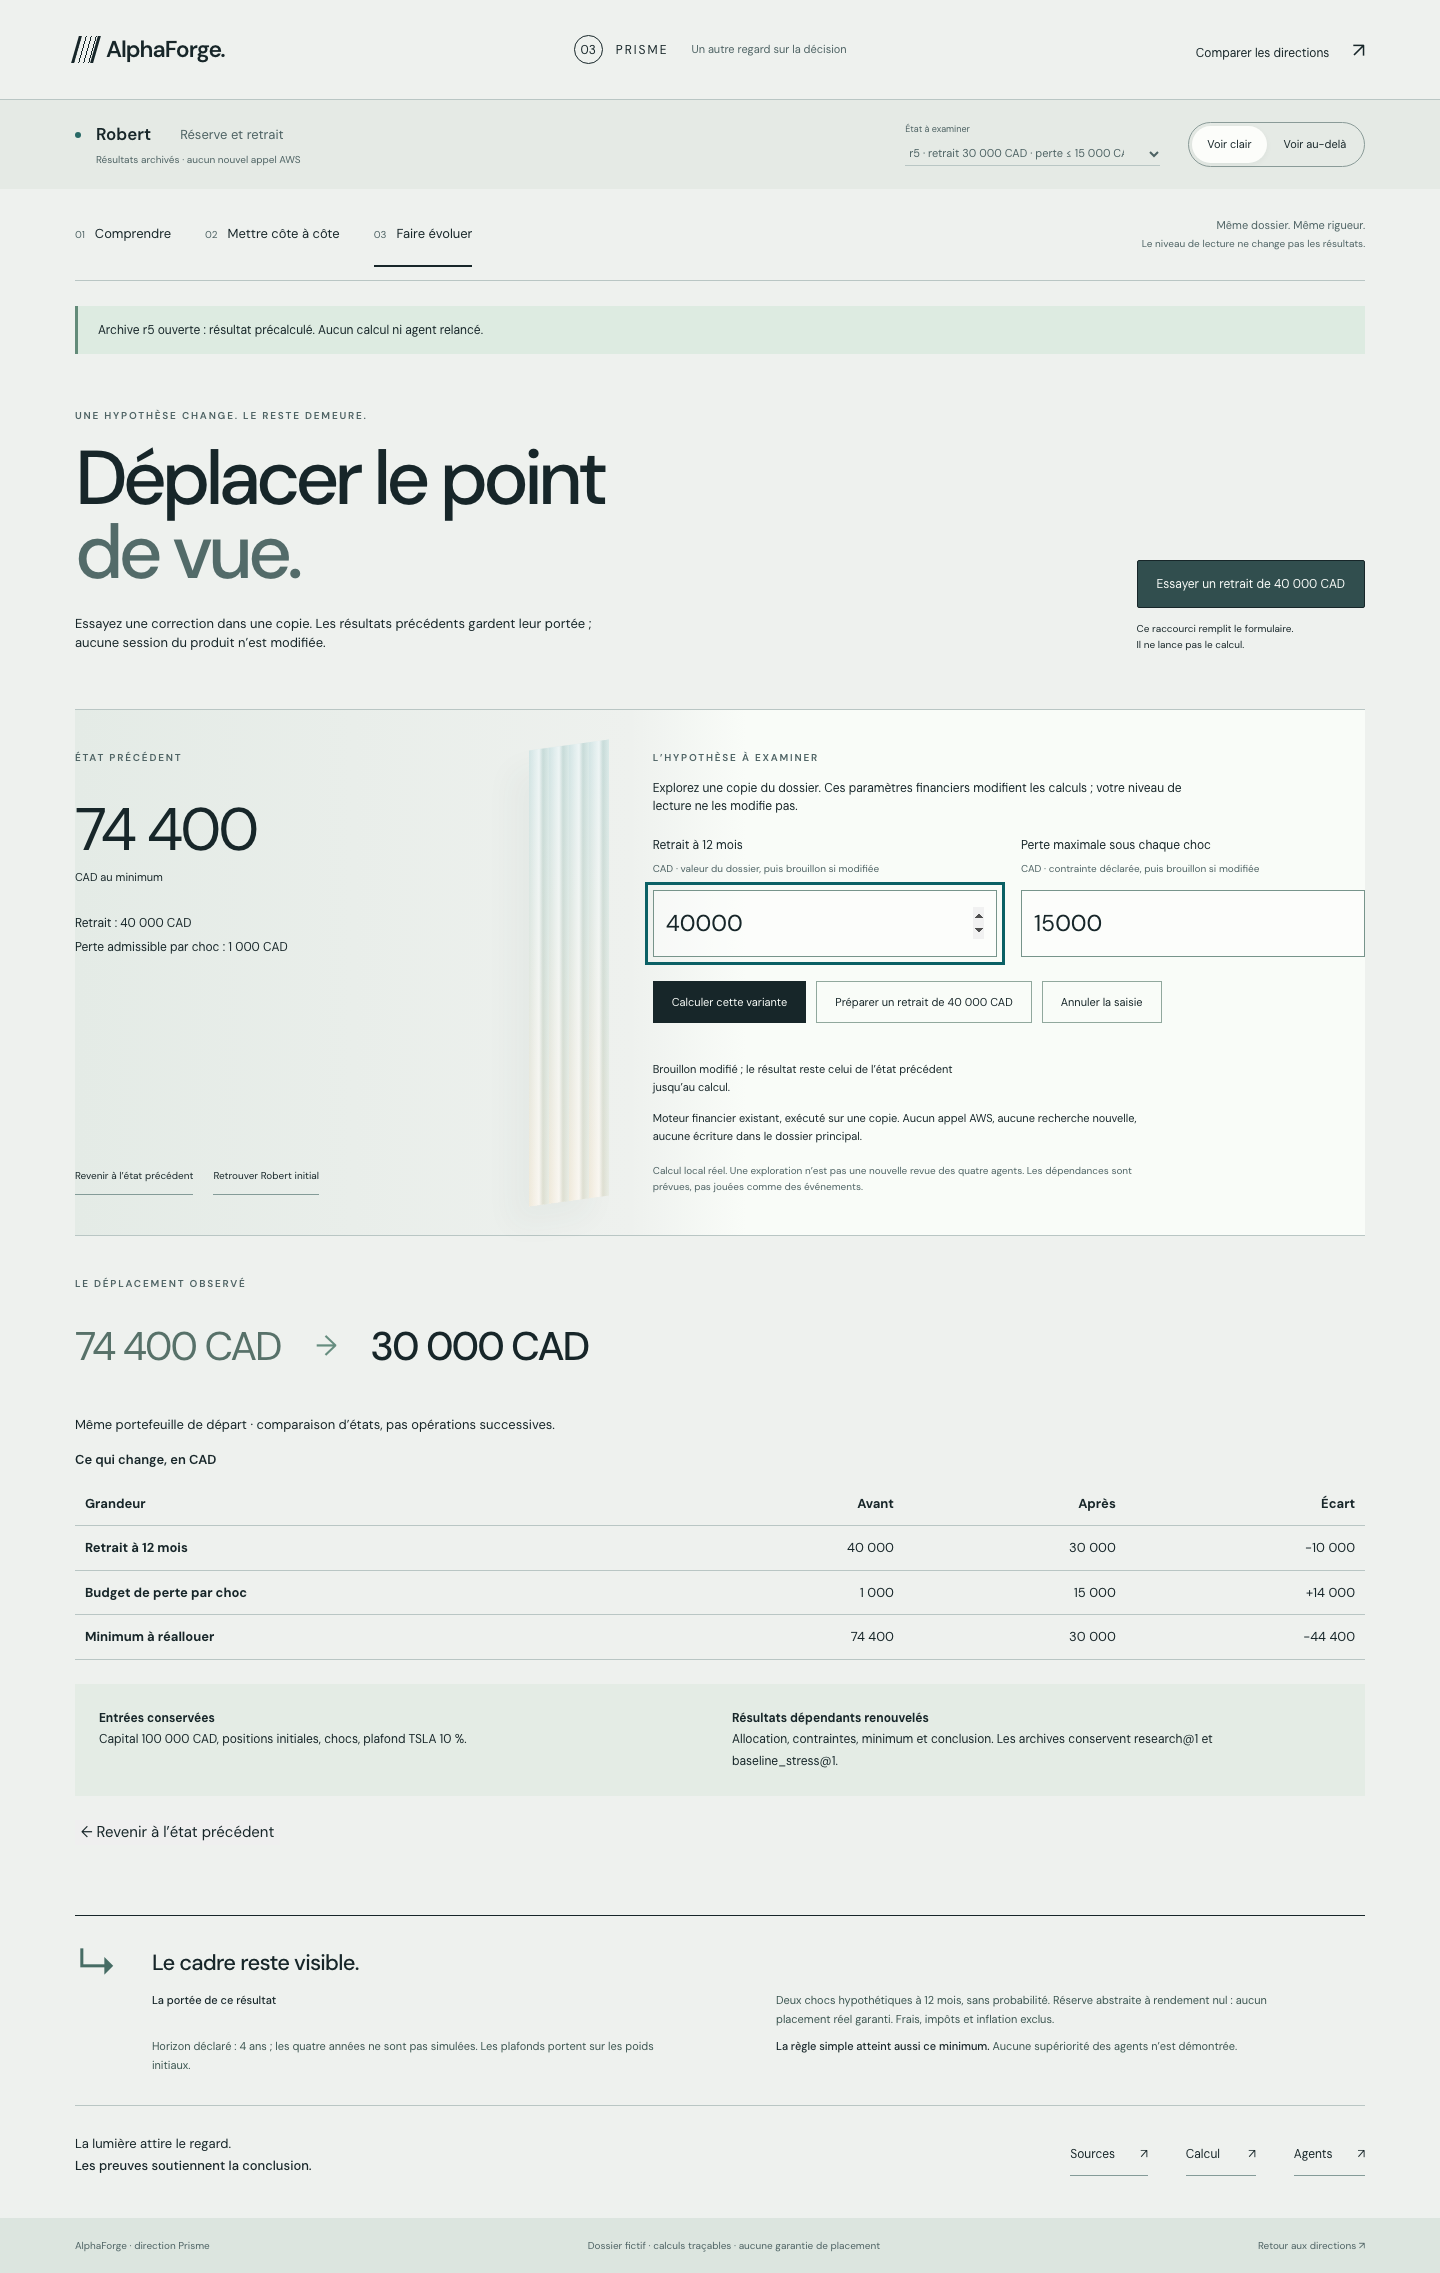 AlphaForge.
03 PRISME Un autre regard sur la décision
Comparer les directions
Robert Réserve et retrait
Résultats archivés · aucun nouvel appel AWS
État à examiner
r5 · retrait 30 000 CAD · perte ≤ 15 000
Voir clair Voir au-delà
01 Comprendre 02 Mettre côte à côte 03 Faire évoluer
Même dossier. Même rigueur.
Le niveau de lecture ne change pas les résultats.
Archive r5 ouverte : résultat précalculé. Aucun calcul ni agent relancé.
UNE HYPOTHÈSE CHANGE. LE RESTE DEMEURE.
Déplacer le point
de vue.
Essayez une correction dans une copie. Les résultats précédents gardent leur portée ;
aucune session du produit n’est modifiée.
Essayer un retrait de 40 000 CAD
Ce raccourci remplit le formulaire.
Il ne lance pas le calcul.
ÉTAT PRÉCÉDENT
74 400
CAD au minimum
Retrait : 40 000 CAD
Perte admissible par choc : 1 000 CAD
Revenir à l’état précédent Retrouver Robert initial
L’HYPOTHÈSE À EXAMINER
Explorez une copie du dossier. Ces paramètres financiers modifient les calculs ; votre niveau de
lecture ne les modifie pas.
Retrait à 12 mois
CAD · valeur du dossier, puis brouillon si modifiée
40000
Perte maximale sous chaque choc
CAD · contrainte déclarée, puis brouillon si modifiée
15000
Calculer cette variante Préparer un retrait de 40 000 CAD Annuler la saisie
Brouillon modifié ; le résultat reste celui de l’état précédent
jusqu’au calcul.
Moteur financier existant, exécuté sur une copie. Aucun appel AWS, aucune recherche nouvelle,
aucune écriture dans le dossier principal.
Calcul local réel. Une exploration n’est pas une nouvelle revue des quatre agents. Les dépendances sont
prévues, pas jouées comme des événements.
LE DÉPLACEMENT OBSERVÉ
74 400 CAD → 30 000 CAD
Même portefeuille de départ · comparaison d’états, pas opérations successives.
Ce qui change, en CAD
Grandeur Avant Après Écart
Retrait à 12 mois 40 000 30 000 -10 000
Budget de perte par choc 1 000 15 000 +14 000
Minimum à réallouer 74 400 30 000 -44 400
Entrées conservées
Capital 100 000 CAD, positions initiales, chocs, plafond TSLA 10 %.
Résultats dépendants renouvelés
Allocation, contraintes, minimum et conclusion. Les archives conservent research@1 et
baseline_stress@1.
← Revenir à l’état précédent
Le cadre reste visible.
La portée de ce résultat
Deux chocs hypothétiques à 12 mois, sans probabilité. Réserve abstraite à rendement nul : aucun
placement réel garanti. Frais, impôts et inflation exclus.
Horizon déclaré : 4 ans ; les quatre années ne sont pas simulées. Les plafonds portent sur les poids
initiaux.
La règle simple atteint aussi ce minimum. Aucune supériorité des agents n’est démontrée.
La lumière attire le regard.
Les preuves soutiennent la conclusion.
Sources ↗ Calcul ↗ Agents ↗
AlphaForge · direction Prisme
Dossier fictif · calculs traçables · aucune garantie de placement
Retour aux directions ↗